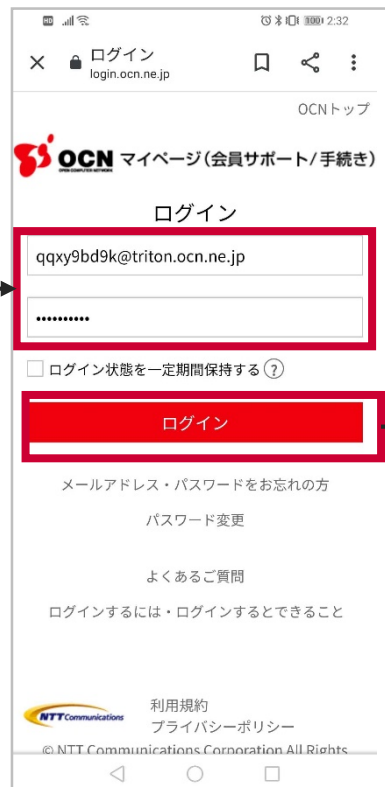 HD 100 2:32
ログイン
login.ocn.ne.jp
OCNトップ
OCN マイページ(会員サポート/手続き)
OPEN COMPUTER NETWORK
ログイン
qqxy9bd9k@triton.ocn.ne.jp
••••••••••
ログイン状態を一定期間保持する ?
ログイン
メールアドレス・パスワードをお忘れの方
パスワード変更
よくあるご質問
ログインするには・ログインするとできること
NTT Communications
利用規約
プライバシーポリシー
© NTT Communications Corporation All Rights